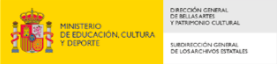 MINISTERIO
DE EDUCACIÓN, CULTURA
Y DEPORTE
DIRECCIÓN GENERAL
DE BELLAS ARTES
Y PATRIMONIO CULTURAL
SUBDIRECCIÓN GENERAL
DE LOS ARCHIVOS ESTATALES